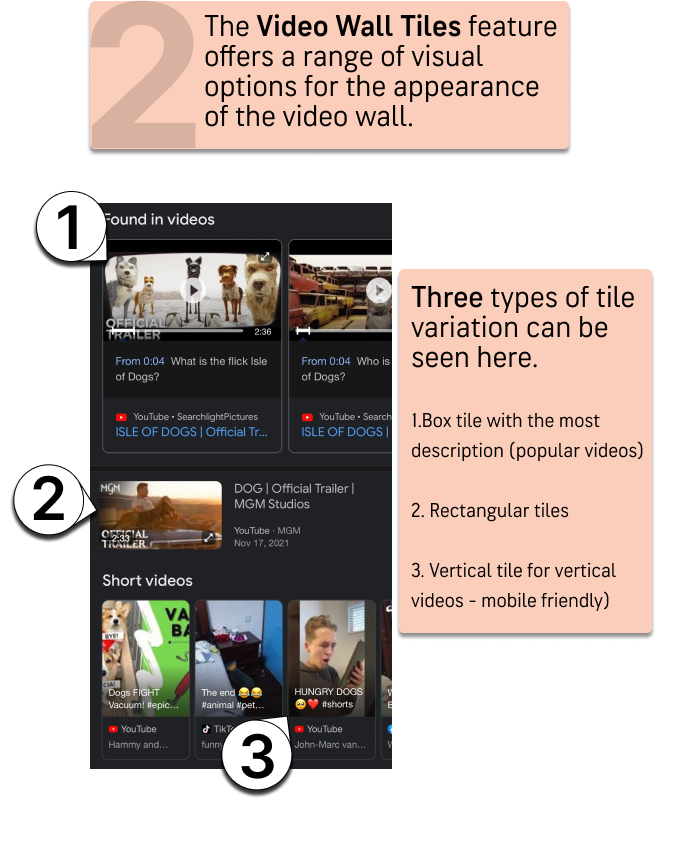 2
The Video Wall Tiles feature
offers a range of visual
options for the appearance
of the video wall.
1
Found in videos
OFFICIAL
TRAILER
2:36
From 0:04 What is the flick Isle
of Dogs?
YouTube • SearchlightPictures
ISLE OF DOGS | Official Tr...
From 0:04 Who is
of Dogs?
YouTube • Search
ISLE OF DOGS |
Three types of tile
variation can be
seen here.
1.Box tile with the most
description (popular videos)
2. Rectangular tiles
3. Vertical tile for vertical
videos - mobile friendly)
2
MGM
OFFICIAL
TRAILER
2:33
DOG | Official Trailer |
MGM Studios
YouTube · MGM
Nov 17, 2021
Short videos
BYE!
VA
BA
Dogs FIGHT
Vacuum! #epic...
YouTube
Hammy and...
The end 😂😂
#animal #pet...
TikT
funny
HUNGRY DOGS
🥺❤️ #shorts
YouTube
John-Marc van...
3